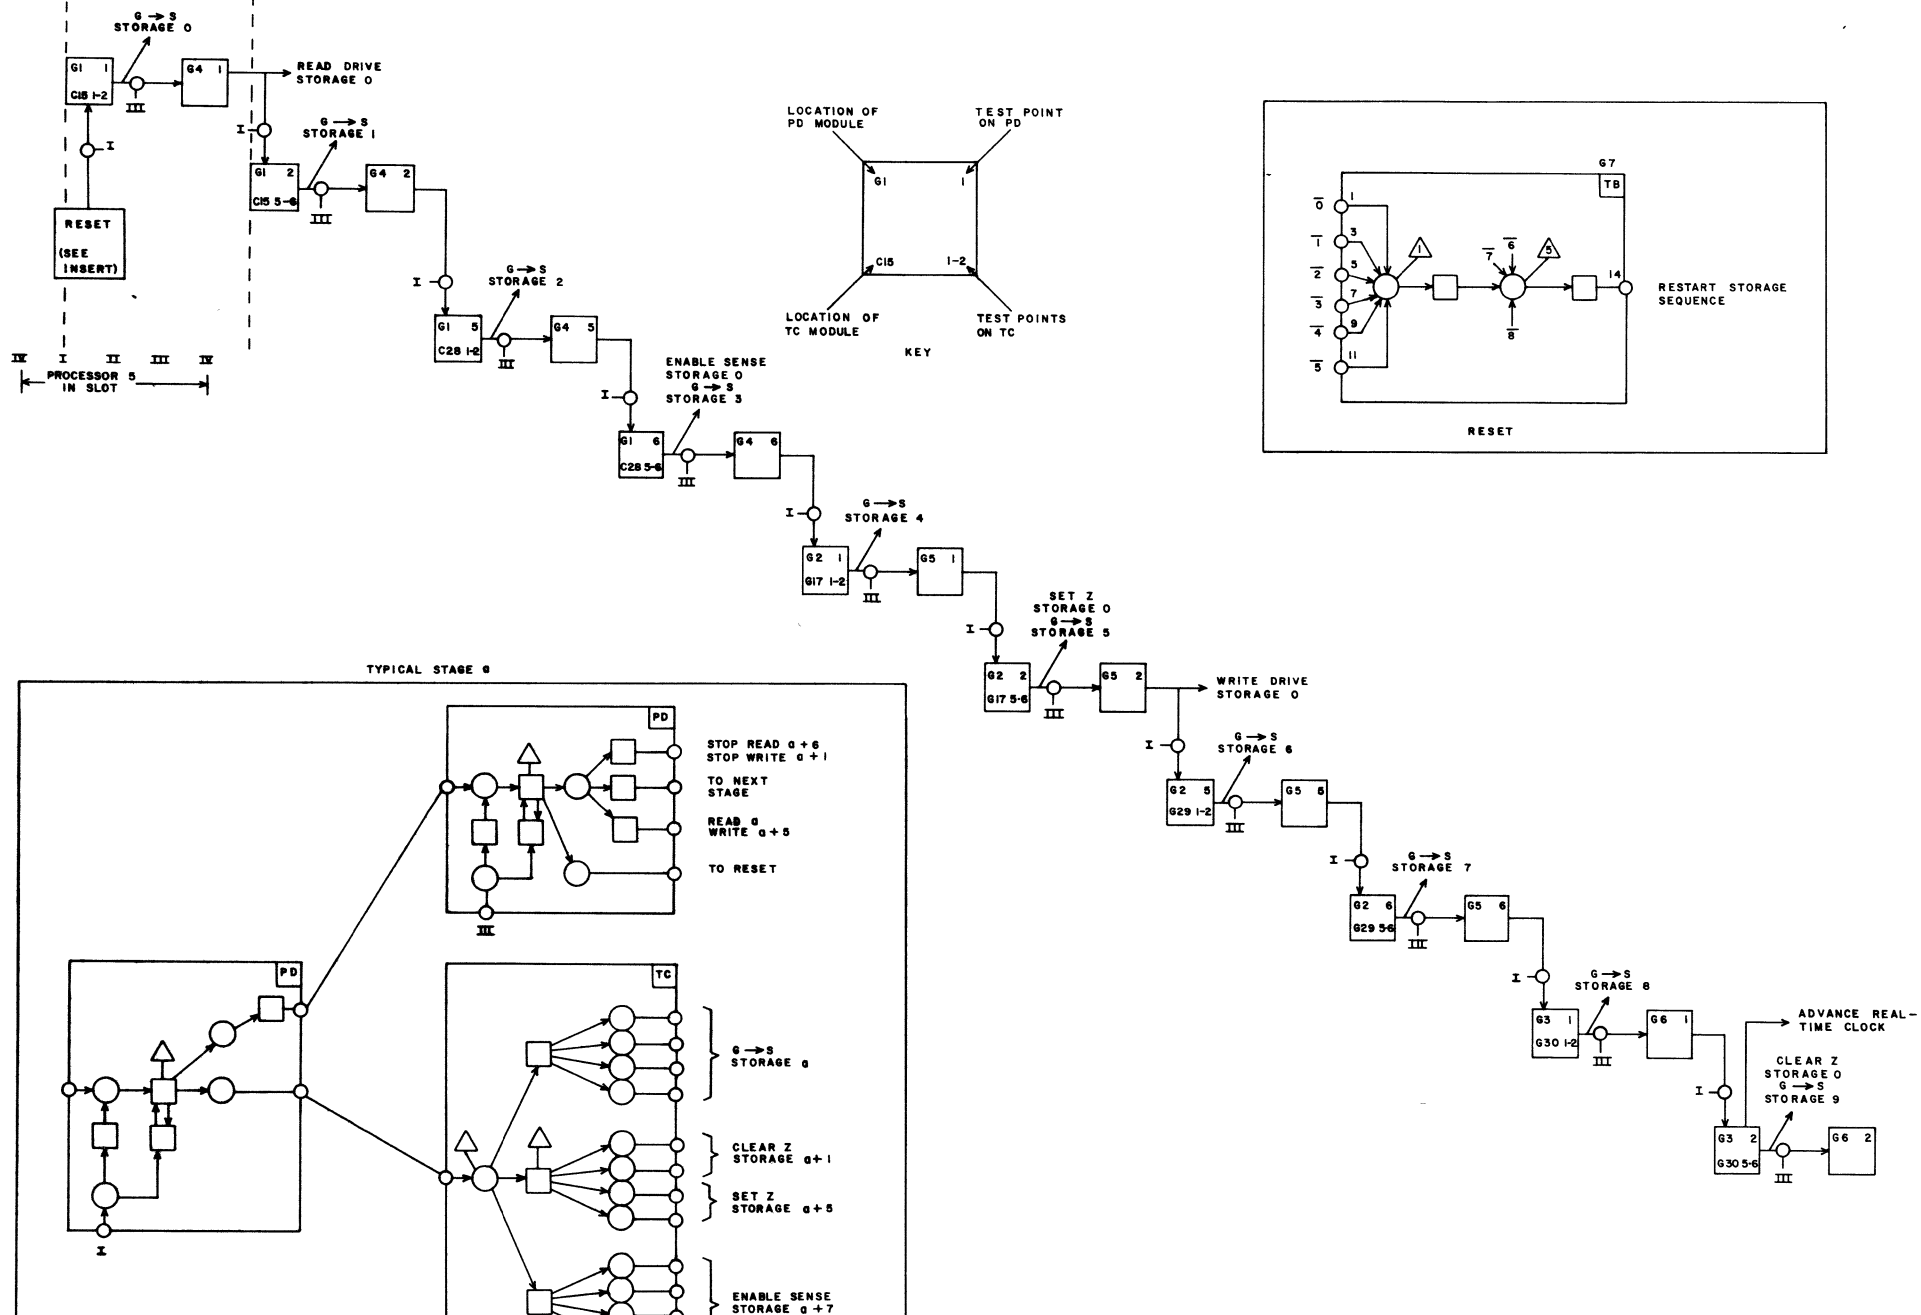 G → S
STORAGE 0
G1 1
C15 1-2
III
G4 1
READ DRIVE
STORAGE 0
I
RESET
(SEE
INSERT)
I
G → S
STORAGE 1
G1 2
C15 5-6
III
G4 2
IV I II III IV
PROCESSOR 5
IN SLOT
I
G → S
STORAGE 2
G1 5
C28 1-2
III
G4 5
LOCATION OF
PD MODULE
TEST POINT
ON PD
G1 1
C15 1-2
LOCATION OF
TC MODULE
TEST POINTS
ON TC
KEY
G7
TB
0 1
1 3
2 5
3 7
4 9
5 11
1
7
6
5
8
14
RESTART STORAGE
SEQUENCE
RESET
I
ENABLE SENSE
STORAGE 0
G → S
STORAGE 3
G1 6
C28 5-6
III
G4 6
I
G → S
STORAGE 4
G2 1
G17 1-2
III
G5 1
I
SET Z
STORAGE 0
G → S
STORAGE 5
G2 2
G17 5-6
III
G5 2
WRITE DRIVE
STORAGE 0
I
G → S
STORAGE 6
G2 5
G29 1-2
III
G5 5
I
G → S
STORAGE 7
G2 6
G29 5-6
III
G5 6
I
G → S
STORAGE 8
G3 1
G30 1-2
III
G6 1
ADVANCE REAL-
TIME CLOCK
I
CLEAR Z
STORAGE 0
G → S
STORAGE 9
G3 2
G30 5-6
III
G6 2
TYPICAL STAGE a
PD
STOP READ a+6
STOP WRITE a+1
TO NEXT
STAGE
READ a
WRITE a+5
TO RESET
III
PD
I
TC
G → S
STORAGE a
CLEAR Z
STORAGE a+1
SET Z
STORAGE a+5
ENABLE SENSE
STORAGE a+7